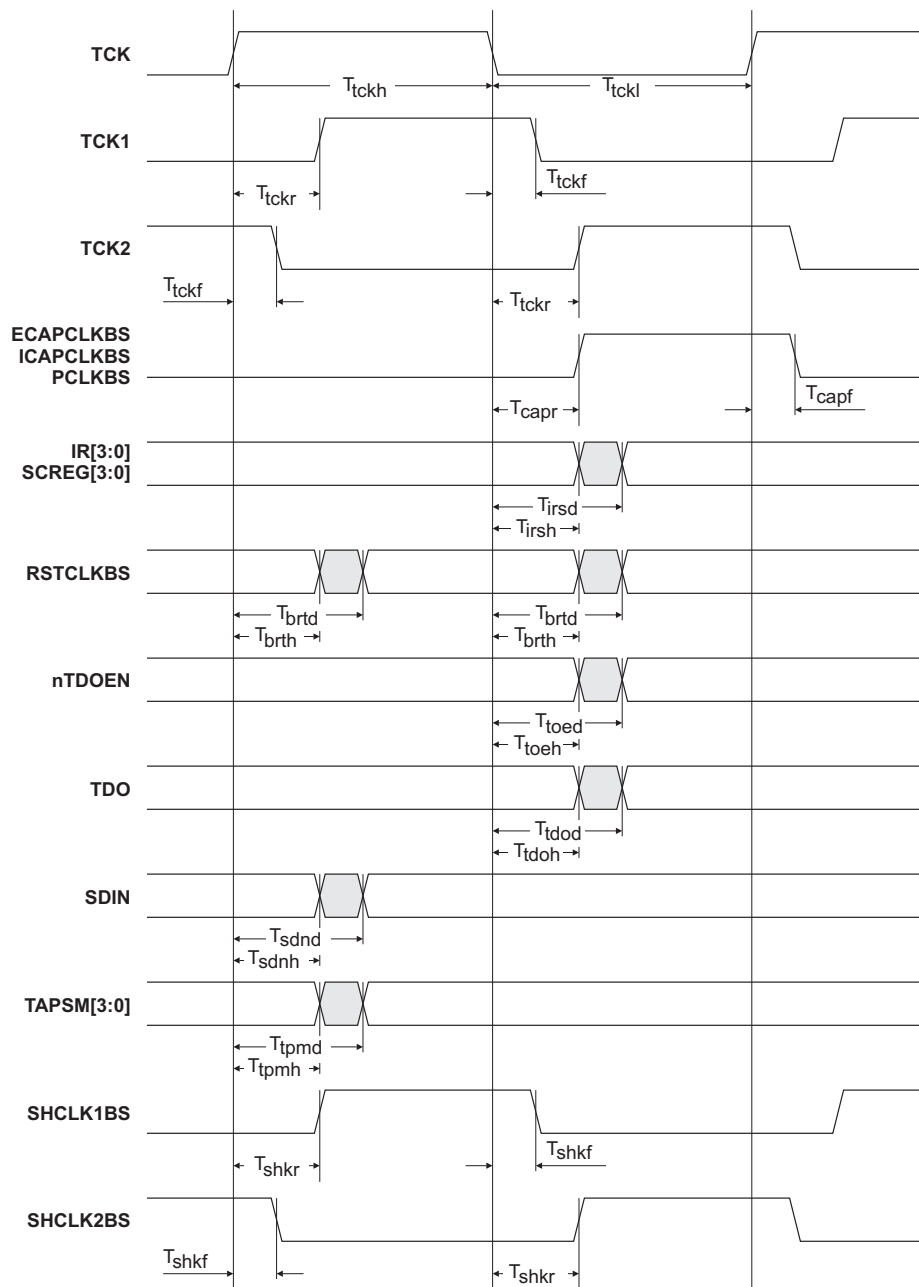 TCK
Ttckh
Ttckl
TCK1
Ttckr
Ttckf
TCK2
Ttckf
Ttckr
ECAPCLKBS
ICAPCLKBS
PCLKBS
Tcapr
Tcapf
IR[3:0]
SCREG[3:0]
Tirsd
Tirsh
RSTCLKBS
Tbrtd
Tbrtd
Tbrth
Tbrth
nTDOEN
Ttoed
Ttoeh
TDO
Ttdod
Ttdoh
SDIN
Tsdnd
Tsdnh
TAPSM[3:0]
Ttpmd
Ttpmh
SHCLK1BS
Tshkr
Tshkf
SHCLK2BS
Tshkf
Tshkr